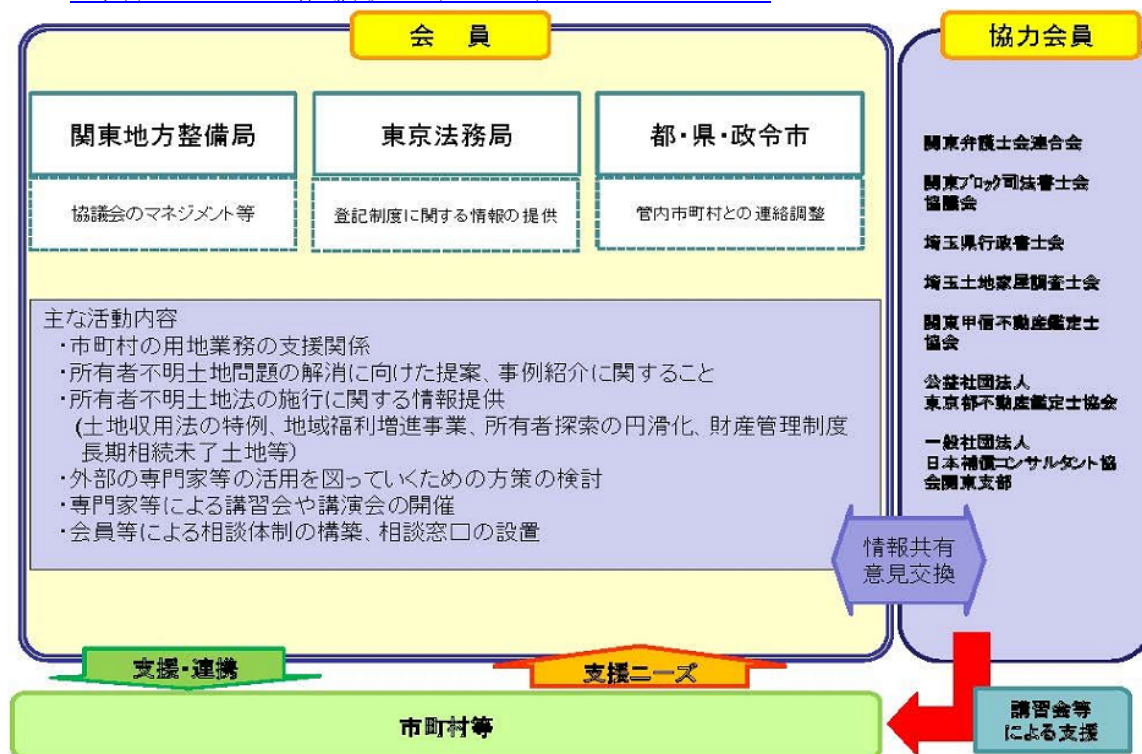 会　員
関東地方整備局
協議会のマネジメント等
東京法務局
登記制度に関する情報の提供
都・県・政令市
管内市町村との連絡調整
主な活動内容
・市町村の用地業務の支援関係
・所有者不明土地問題の解消に向けた提案、事例紹介に関すること
・所有者不明土地法の施行に関する情報提供
(土地収用法の特例、地域福利増進事業、所有者探索の円滑化、財産管理制度
長期相続未了土地等)
・外部の専門家等の活用を図っていくための方策の検討
・専門家等による講習会や講演会の開催
・会員等による相談体制の構築、相談窓口の設置
協力会員
関東弁護士会連合会
関東ブロック司法書士会
協議会
埼玉県行政書士会
埼玉土地家屋調査士会
関東甲信不動産鑑定士
協会
公益社団法人
東京都不動産鑑定士協会
一般社団法人
日本補償コンサルタント協
会関東支部
情報共有
意見交換
支援・連携
支援ニーズ
市町村等
講習会等
による支援